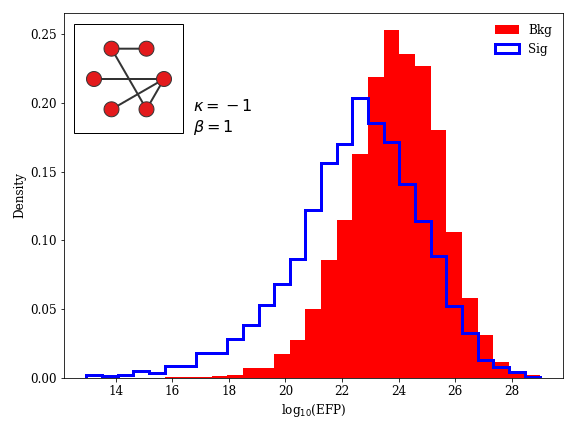 0.25
0.20
0.15
0.10
0.05
0.00
Density
κ = −1
β = 1
Bkg
Sig
14 16 18 20 22 24 26 28
log₁₀(EFP)